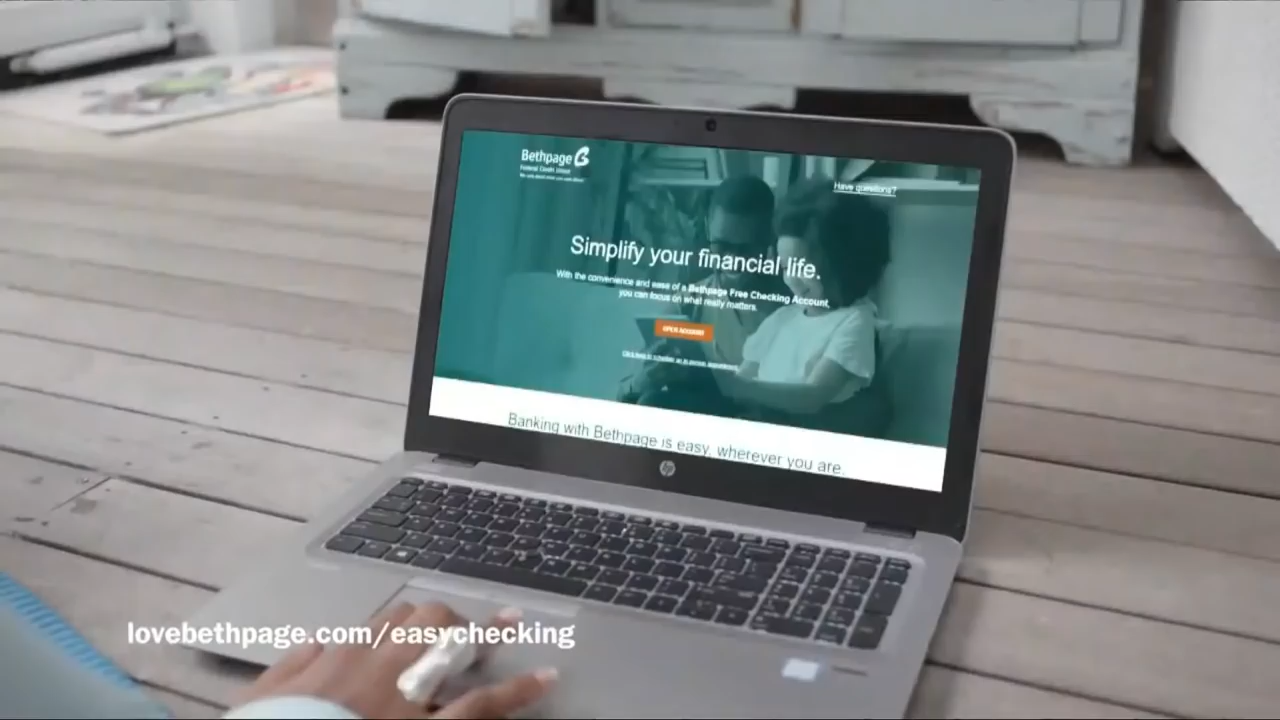 Bethpage
Federal Credit Union
Have questions?
Simplify your financial life.
With the convenience and ease of a Bethpage Free Checking Account,
you can focus on what really matters.
OPEN ACCOUNT
Banking with Bethpage is easy, wherever you are.
hp
lovebethpage.com/easychecking